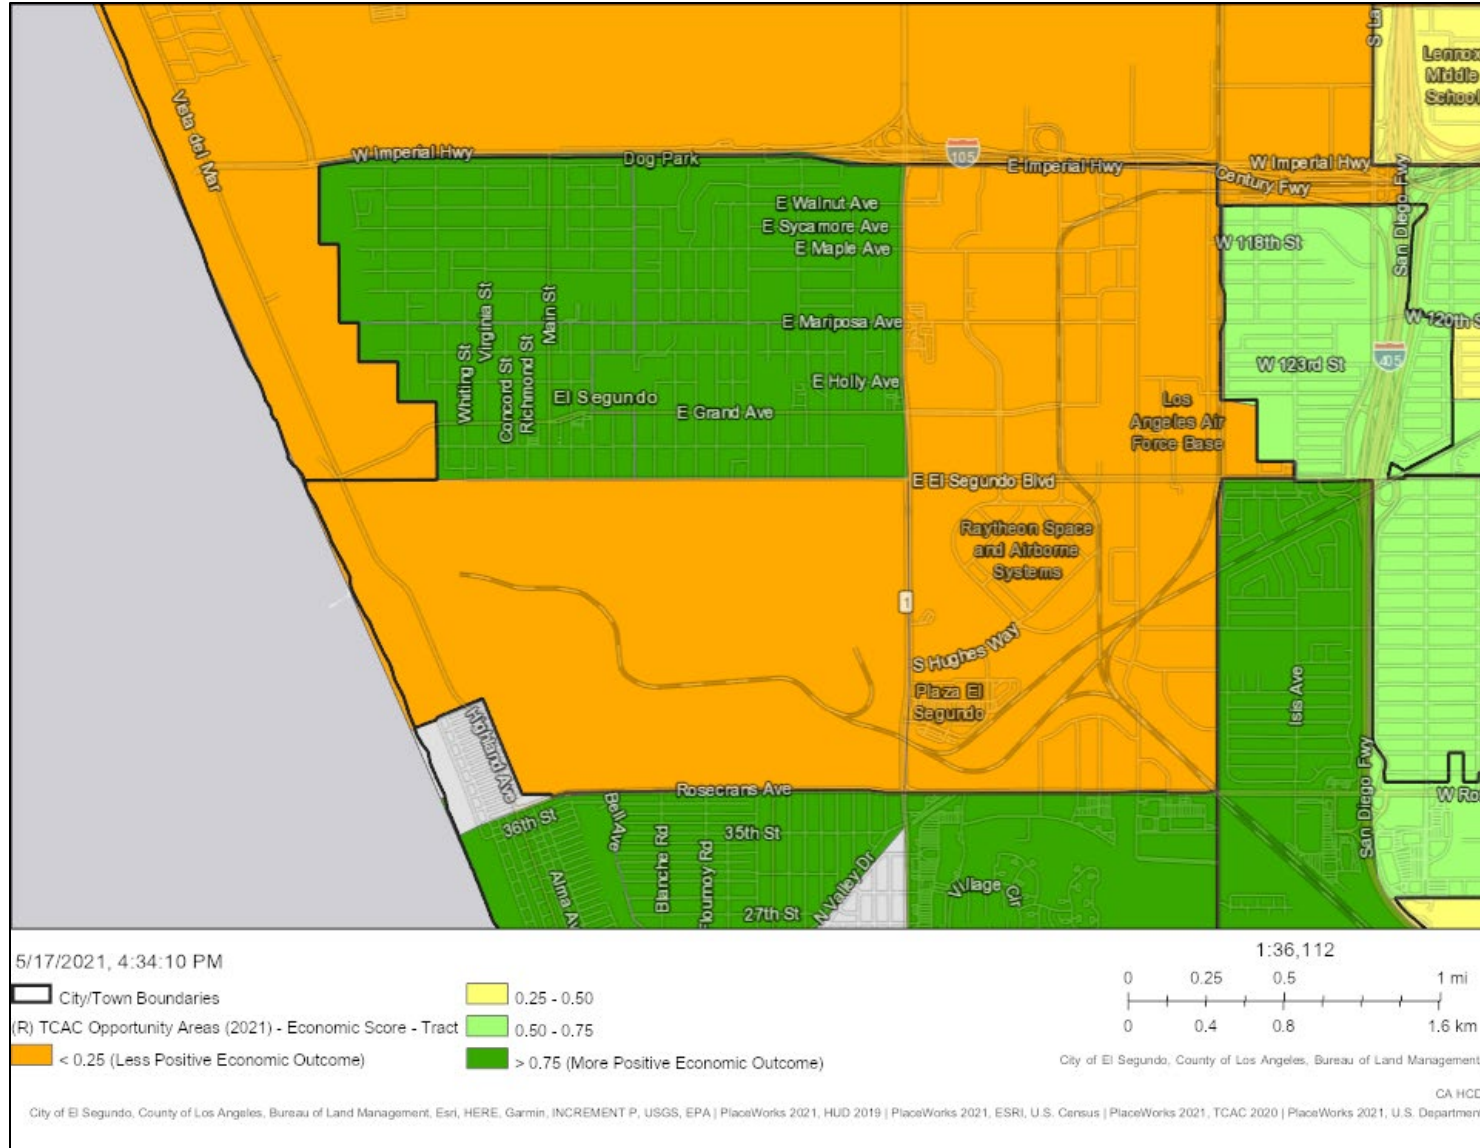 S La
Lennox
Middle
School
Vista del Mar
W Imperial Hwy
Dog Park
105
E Imperial Hwy
W Imperial Hwy
Century Fwy
San Diego Fwy
E Walnut Ave
E Sycamore Ave
E Maple Ave
W 118th St
Virginia St
Main St
E Mariposa Ave
W 120th S
Whiting St
Concord St
Richmond St
W 123rd St
405
E Holly Ave
El Segundo
E Grand Ave
Los
Angeles Air
Force Base
E El Segundo Blvd
Raytheon Space
and Airborne
Systems
1
S Hughes Way
Plaza El
Segundo
Isis Ave
Highland Ave
San Diego Fwy
Rosecrans Ave
W Ro
36th St
Bell Ave
35th St
Blanche Rd
Flournoy Rd
Alma Av
27th St
N Valley Dr
Village Cir
5/17/2021, 4:34:10 PM
1:36,112
0 0.25 0.5 1 mi
0 0.4 0.8 1.6 km
City/Town Boundaries
(R) TCAC Opportunity Areas (2021) - Economic Score - Tract
< 0.25 (Less Positive Economic Outcome)
0.25 - 0.50
0.50 - 0.75
> 0.75 (More Positive Economic Outcome)
City of El Segundo, County of Los Angeles, Bureau of Land Management
CA HCD
City of El Segundo, County of Los Angeles, Bureau of Land Management, Esri, HERE, Garmin, INCREMENT P, USGS, EPA | PlaceWorks 2021, HUD 2019 | PlaceWorks 2021, ESRI, U.S. Census | PlaceWorks 2021, TCAC 2020 | PlaceWorks 2021, U.S. Department